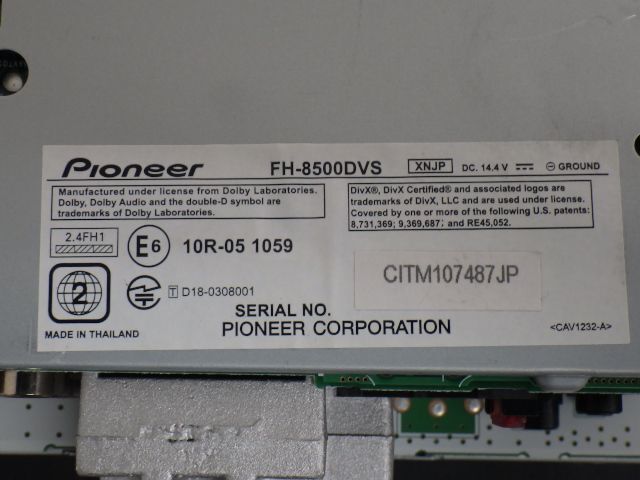 Pioneer FH-8500DVS XNJP DC. 14.4 V GROUND
Manufactured under license from Dolby Laboratories.
Dolby, Dolby Audio and the double-D symbol are
trademarks of Dolby Laboratories.
DivX®, DivX Certified® and associated logos are
trademarks of DivX, LLC and are used under license.
Covered by one or more of the following U.S. patents:
8,731,369; 9,369,687; and RE45,052.
2.4FH1
E6 10R-05 1059
2
T D18-0308001
CITM107487JP
SERIAL NO.
MADE IN THAILAND
PIONEER CORPORATION
<CAV1232-A>